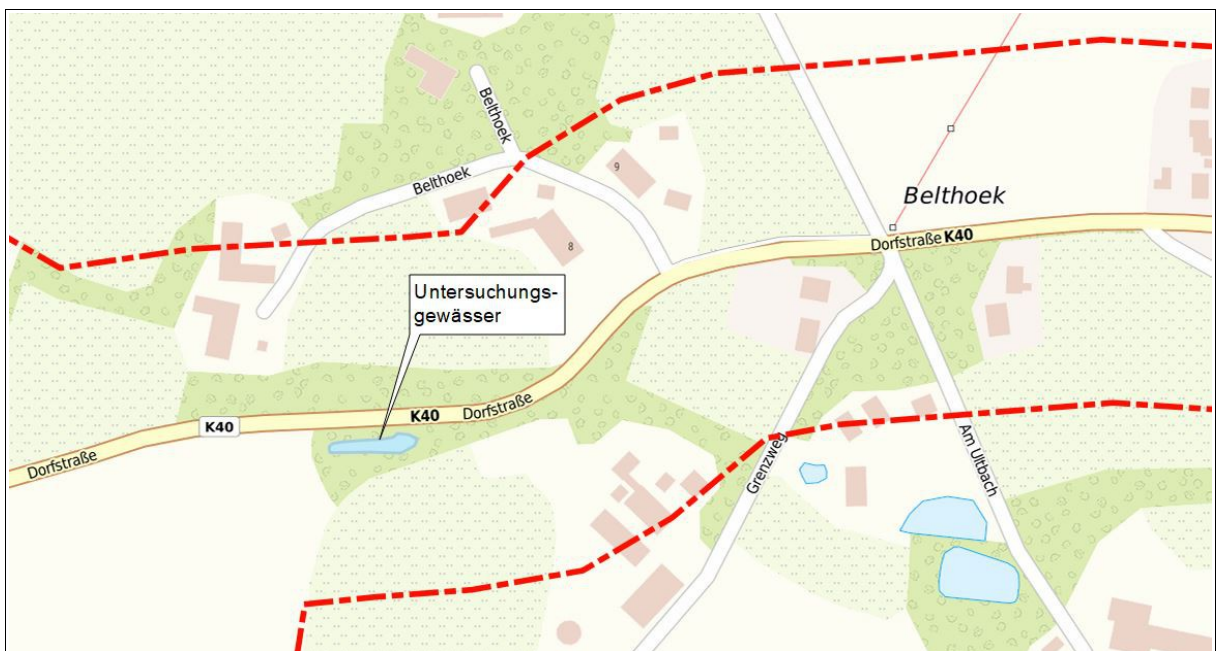 Belthoek
Belthoek
9
8
Belthoek
Dorfstraße K40
Untersuchungs-
gewässer
K40
Dorfstraße
K40
Dorfstraße
Grenzweg
Am Ultbach